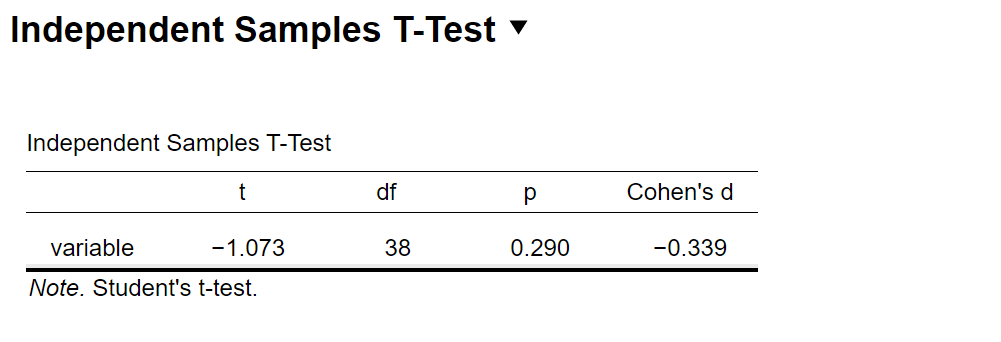 Independent Samples T-Test ▼
Independent Samples T-Test
t df p Cohen's d
variable −1.073 38 0.290 −0.339
Note. Student's t-test.